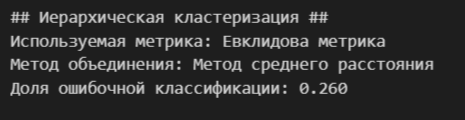 ## Иерархическая кластеризация ##
Используемая метрика: Евклидова метрика
Метод объединения: Метод среднего расстояния
Доля ошибочной классификации: 0.260